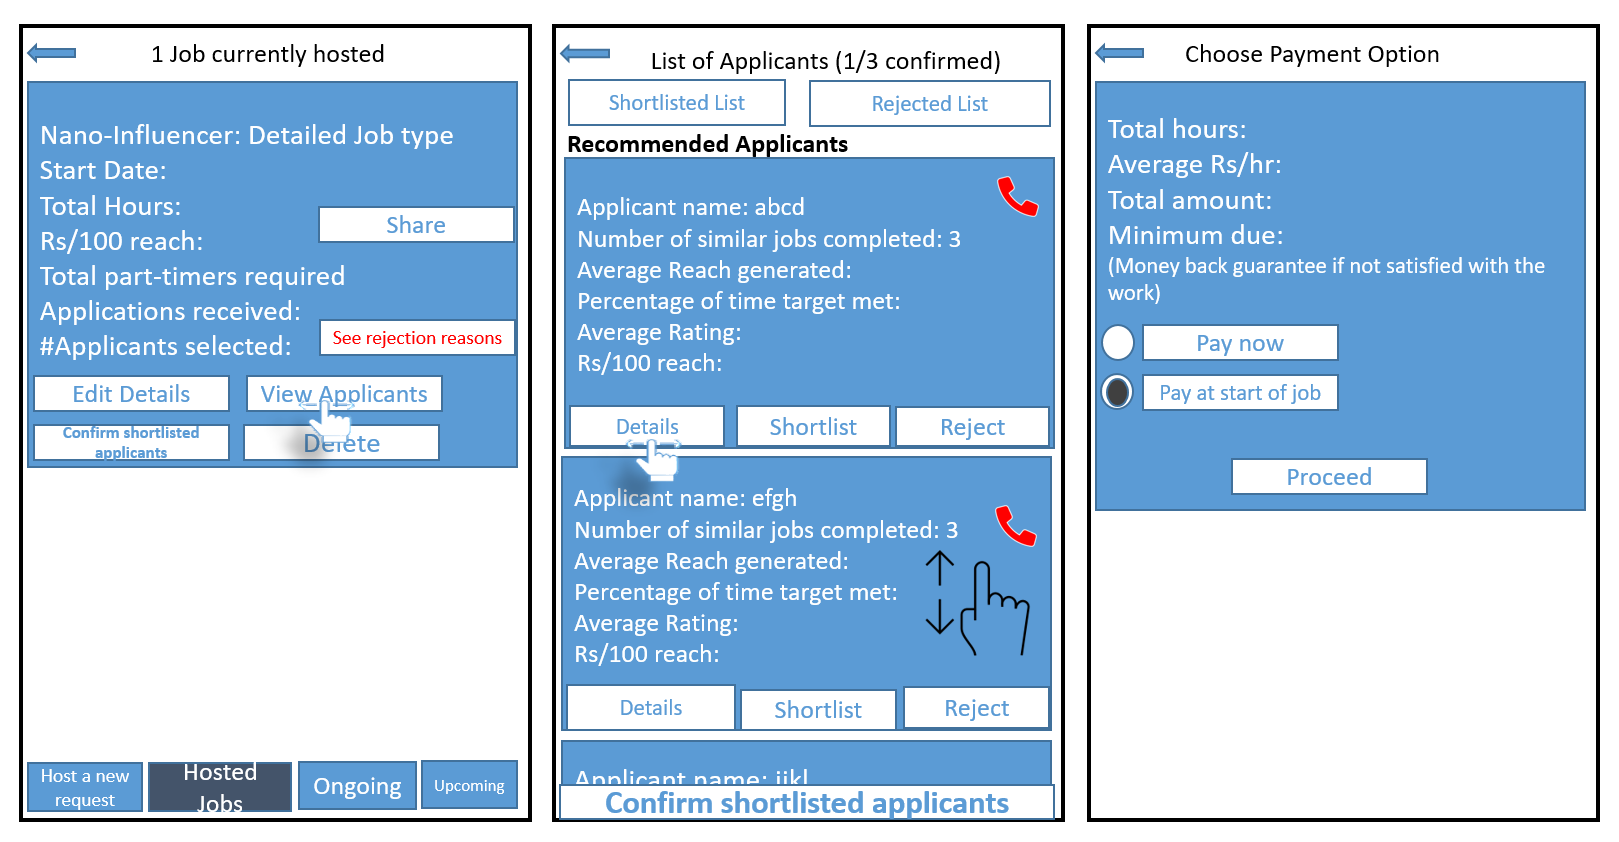 1 Job currently hosted
Nano-Influencer: Detailed Job type
Start Date:
Total Hours:
Rs/100 reach:
Share
Total part-timers required
Applications received:
#Applicants selected:
See rejection reasons
Edit Details
View Applicants
Confirm shortlisted
applicants
Delete
Host a new
request
Hosted
Jobs
Ongoing
Upcoming
List of Applicants (1/3 confirmed)
Shortlisted List
Rejected List
Recommended Applicants
Applicant name: abcd
Number of similar jobs completed: 3
Average Reach generated:
Percentage of time target met:
Average Rating:
Rs/100 reach:
Details
Shortlist
Reject
Applicant name: efgh
Number of similar jobs completed: 3
Average Reach generated:
Percentage of time target met:
Average Rating:
Rs/100 reach:
Details
Shortlist
Reject
Applicant name: ijkl
Confirm shortlisted applicants
Choose Payment Option
Total hours:
Average Rs/hr:
Total amount:
Minimum due:
(Money back guarantee if not satisfied with the
work)
Pay now
Pay at start of job
Proceed